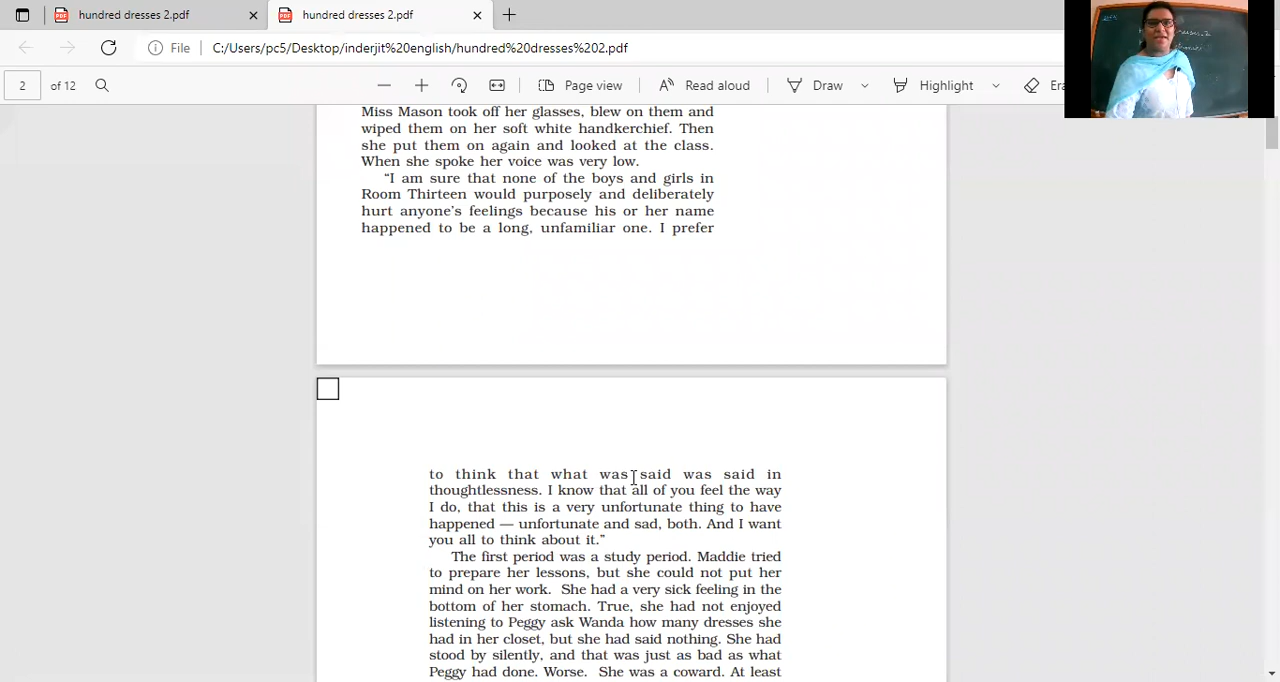 hundred dresses 2.pdf
hundred dresses 2.pdf
File
C:/Users/pc5/Desktop/inderjit%20english/hundred%20dresses%202.pdf
2
of 12
Page view
Read aloud
Draw
Highlight
Era
Miss Mason took off her glasses, blew on them and
wiped them on her soft white handkerchief. Then
she put them on again and looked at the class.
When she spoke her voice was very low.
“I am sure that none of the boys and girls in
Room Thirteen would purposely and deliberately
hurt anyone’s feelings because his or her name
happened to be a long, unfamiliar one. I prefer
to think that what was said was said in
thoughtlessness. I know that all of you feel the way
I do, that this is a very unfortunate thing to have
happened — unfortunate and sad, both. And I want
you all to think about it.”
The first period was a study period. Maddie tried
to prepare her lessons, but she could not put her
mind on her work. She had a very sick feeling in the
bottom of her stomach. True, she had not enjoyed
listening to Peggy ask Wanda how many dresses she
had in her closet, but she had said nothing. She had
stood by silently, and that was just as bad as what
Peggy had done. Worse. She was a coward. At least